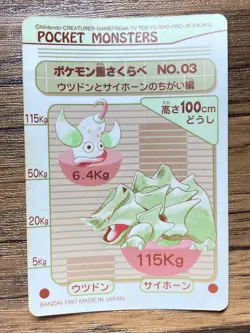 ©Nintendo・CREATURES・GAMEFREAK・TV TOKYO・SHO-PRO・JR KIKAKU
POCKET MONSTERS
ポケモン重さくらべ NO.03
ウツドンとサイホーンのちがい編
高さ100cm
どうし
115Kg
6.4Kg
50Kg
20Kg
115Kg
5Kg
ウツドン
サイホーン
BANDAI 1997 MADE IN JAPAN